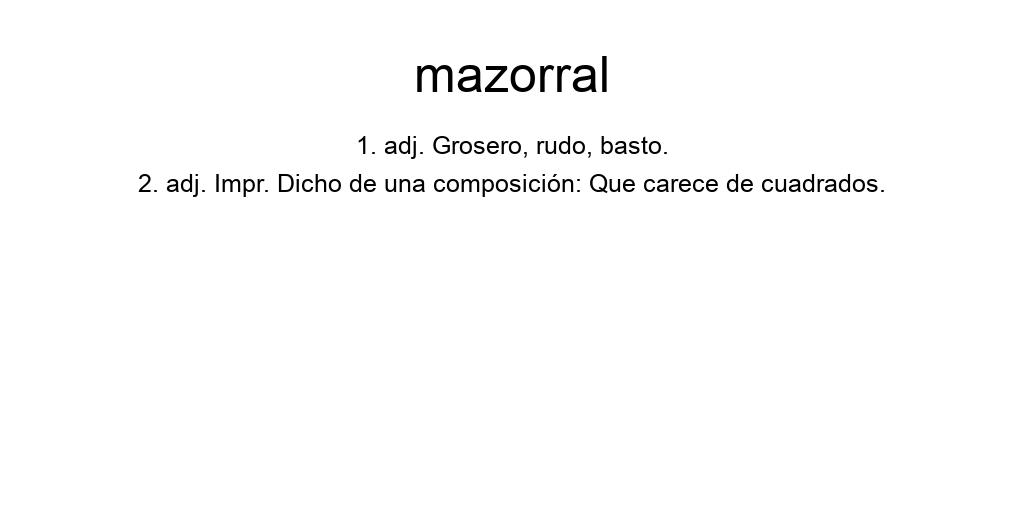 mazorral
1. adj. Grosero, rudo, basto.
2. adj. Impr. Dicho de una composición: Que carece de cuadrados.